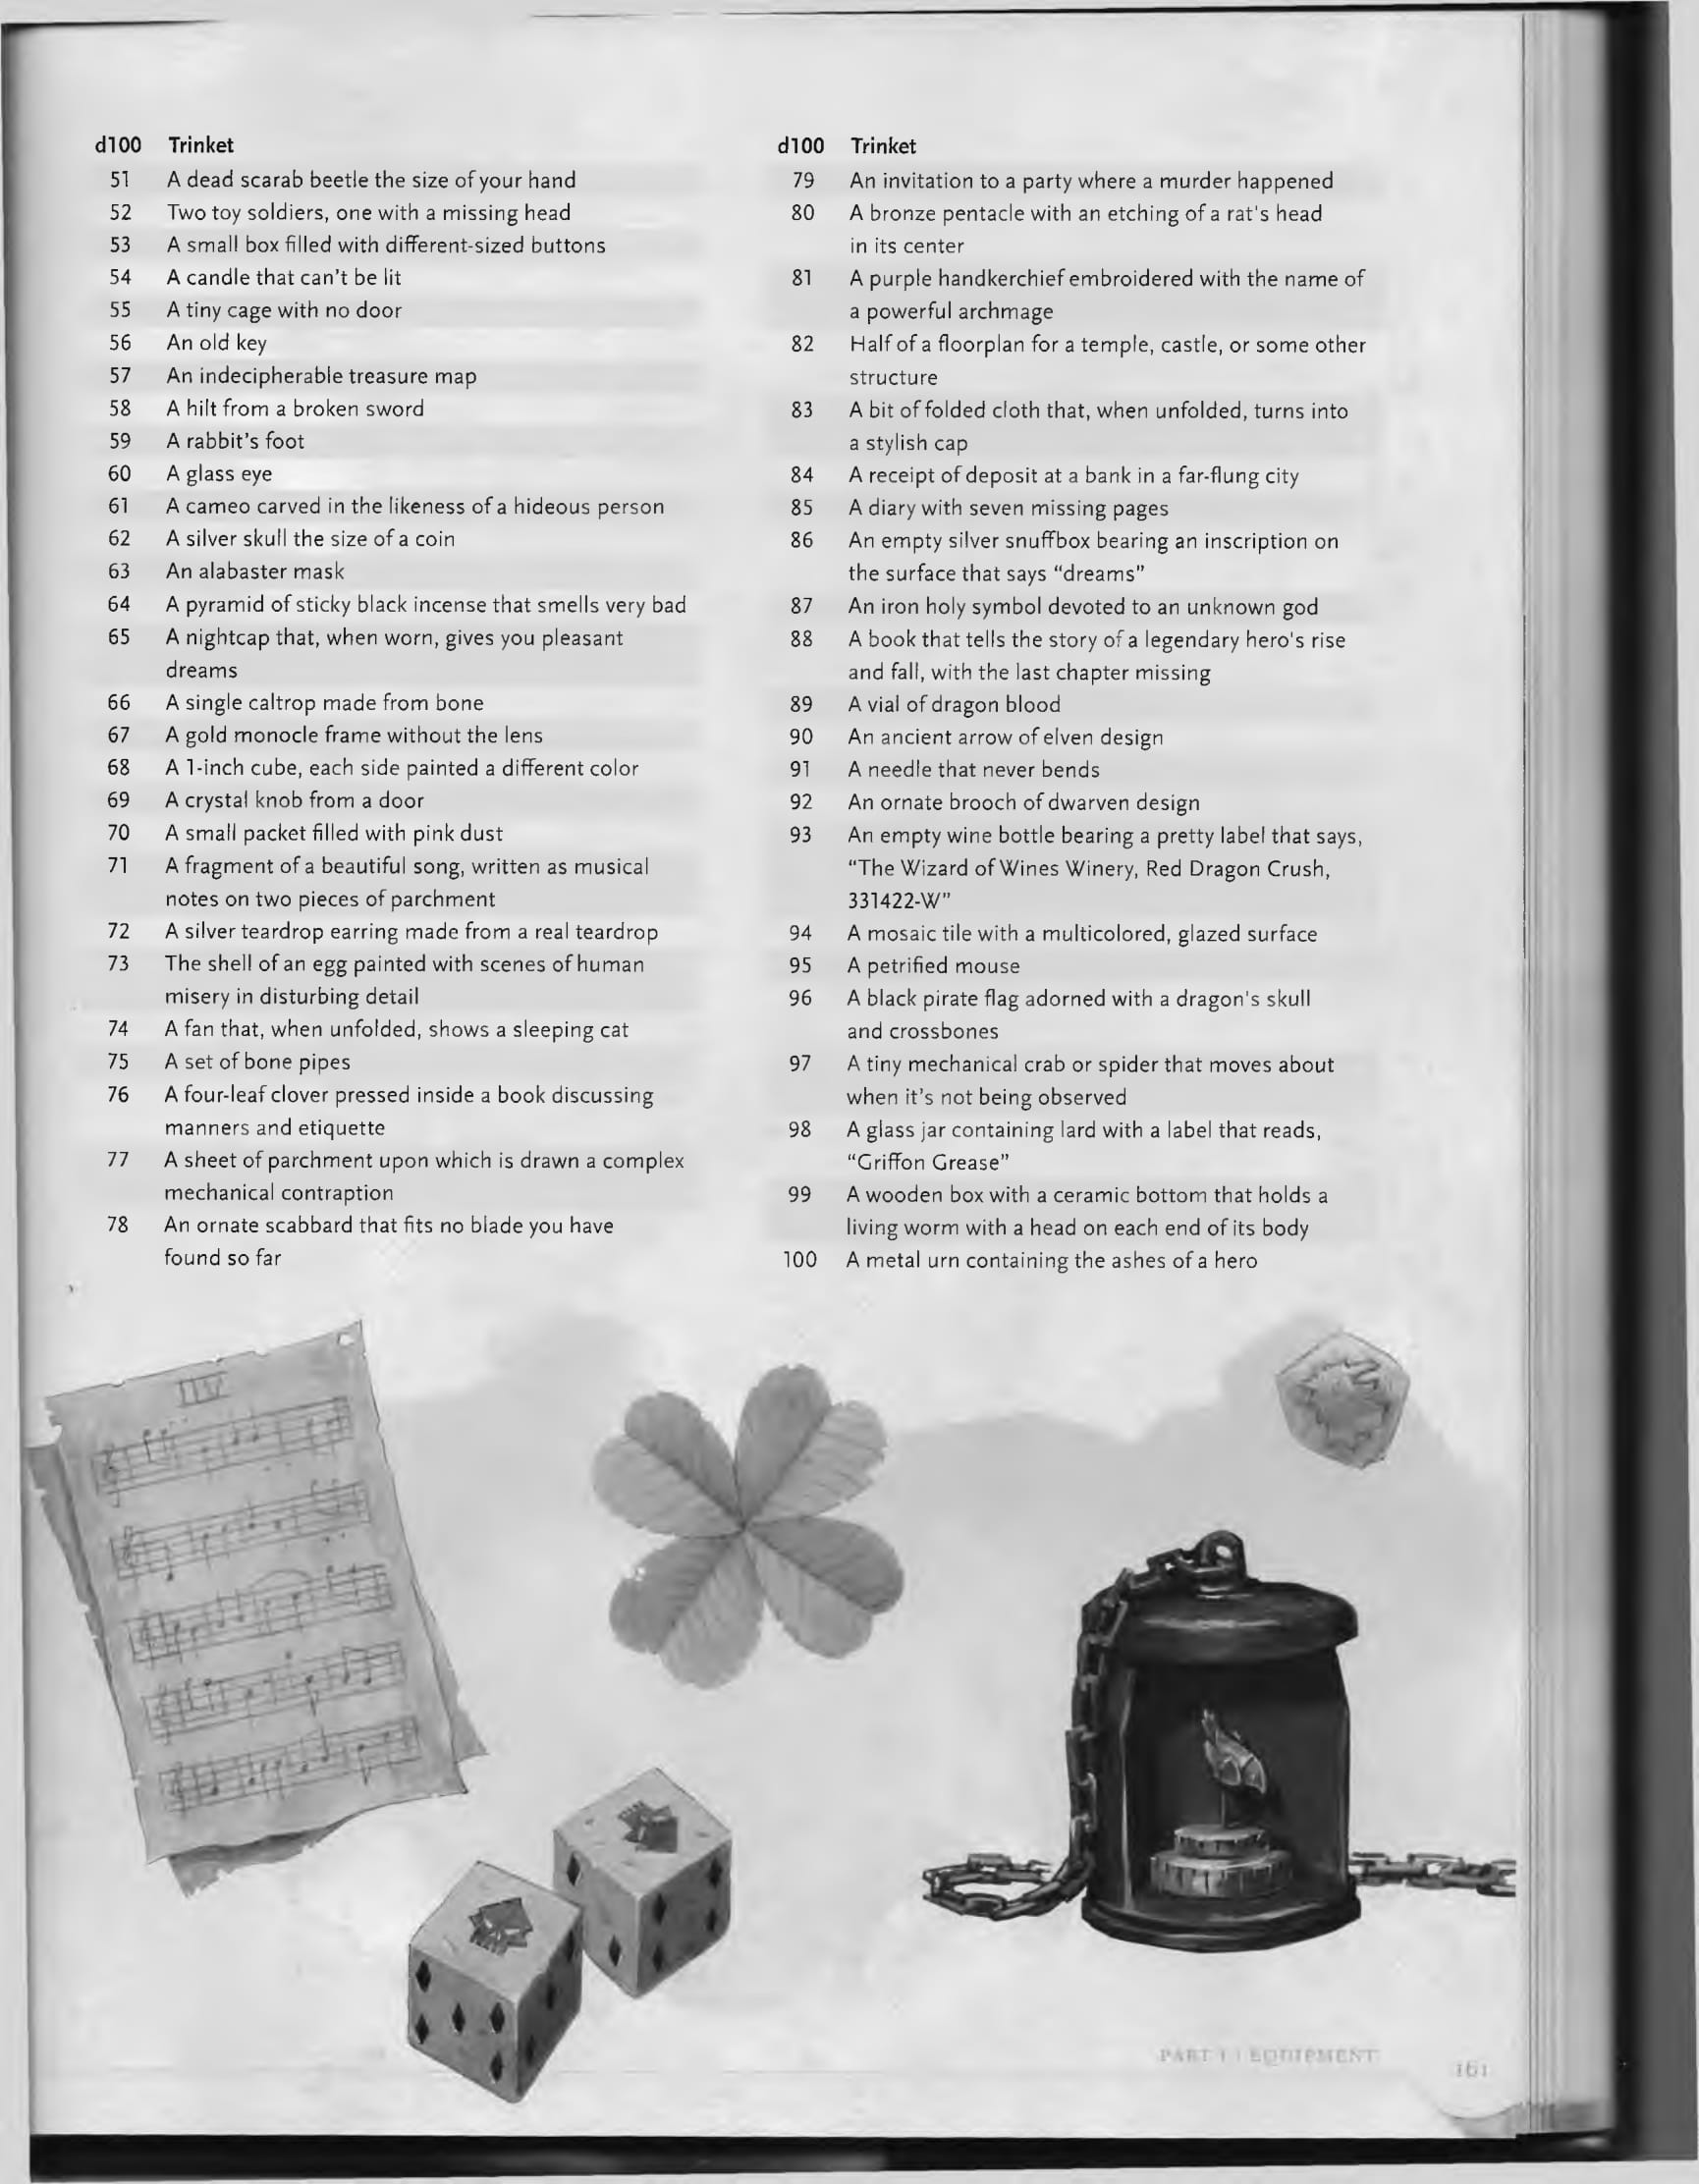 d100 Trinket
51 A dead scarab beetle the size of your hand
52 Two toy soldiers, one with a missing head
53 A small box filled with different-sized buttons
54 A candle that can't be lit
55 A tiny cage with no door
56 An old key
57 An indecipherable treasure map
58 A hilt from a broken sword
59 A rabbit's foot
60 A glass eye
61 A cameo carved in the likeness of a hideous person
62 A silver skull the size of a coin
63 An alabaster mask
64 A pyramid of sticky black incense that smells very bad
65 A nightcap that, when worn, gives you pleasant
dreams
66 A single caltrop made from bone
67 A gold monocle frame without the lens
68 A 1-inch cube, each side painted a different color
69 A crystal knob from a door
70 A small packet filled with pink dust
71 A fragment of a beautiful song, written as musical
notes on two pieces of parchment
72 A silver teardrop earring made from a real teardrop
73 The shell of an egg painted with scenes of human
misery in disturbing detail
74 A fan that, when unfolded, shows a sleeping cat
75 A set of bone pipes
76 A four-leaf clover pressed inside a book discussing
manners and etiquette
77 A sheet of parchment upon which is drawn a complex
mechanical contraption
78 An ornate scabbard that fits no blade you have
found so far
d100 Trinket
79 An invitation to a party where a murder happened
80 A bronze pentacle with an etching of a rat's head
in its center
81 A purple handkerchief embroidered with the name of
a powerful archmage
82 Half of a floorplan for a temple, castle, or some other
structure
83 A bit of folded cloth that, when unfolded, turns into
a stylish cap
84 A receipt of deposit at a bank in a far-flung city
85 A diary with seven missing pages
86 An empty silver snuffbox bearing an inscription on
the surface that says “dreams”
87 An iron holy symbol devoted to an unknown god
88 A book that tells the story of a legendary hero's rise
and fall, with the last chapter missing
89 A vial of dragon blood
90 An ancient arrow of elven design
91 A needle that never bends
92 An ornate brooch of dwarven design
93 An empty wine bottle bearing a pretty label that says,
“The Wizard of Wines Winery, Red Dragon Crush,
331422-W”
94 A mosaic tile with a multicolored, glazed surface
95 A petrified mouse
96 A black pirate flag adorned with a dragon's skull
and crossbones
97 A tiny mechanical crab or spider that moves about
when it's not being observed
98 A glass jar containing lard with a label that reads,
“Griffon Grease”
99 A wooden box with a ceramic bottom that holds a
living worm with a head on each end of its body
100 A metal urn containing the ashes of a hero
PART 1 | EQUIPMENT
161